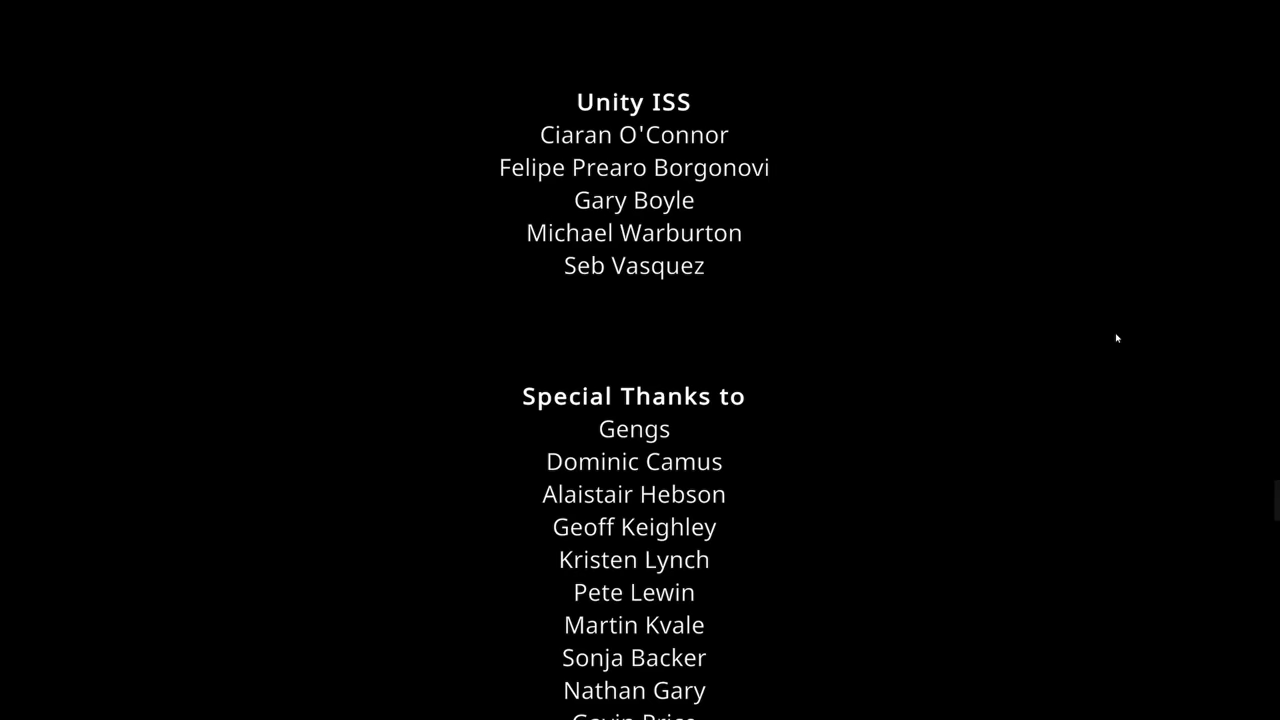 Unity ISS
Ciaran O'Connor
Felipe Prearo Borgonovi
Gary Boyle
Michael Warburton
Seb Vasquez
Special Thanks to
Gengs
Dominic Camus
Alaistair Hebson
Geoff Keighley
Kristen Lynch
Pete Lewin
Martin Kvale
Sonja Backer
Nathan Gary